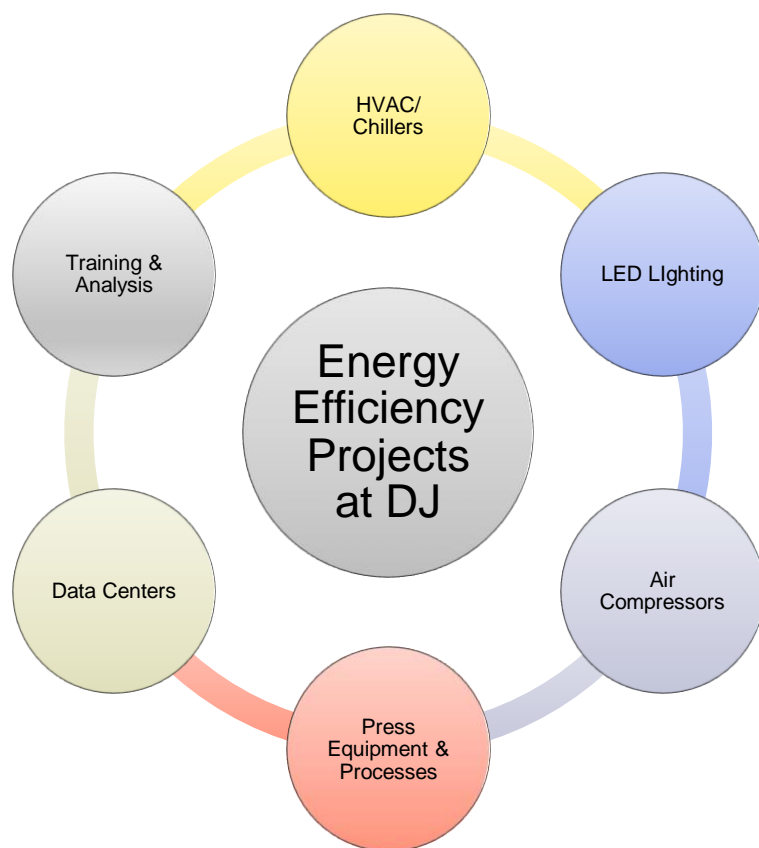 HVAC/
Chillers
LED LIghting
Air
Compressors
Press
Equipment &
Processes
Data Centers
Training &
Analysis
Energy
Efficiency
Projects
at DJ